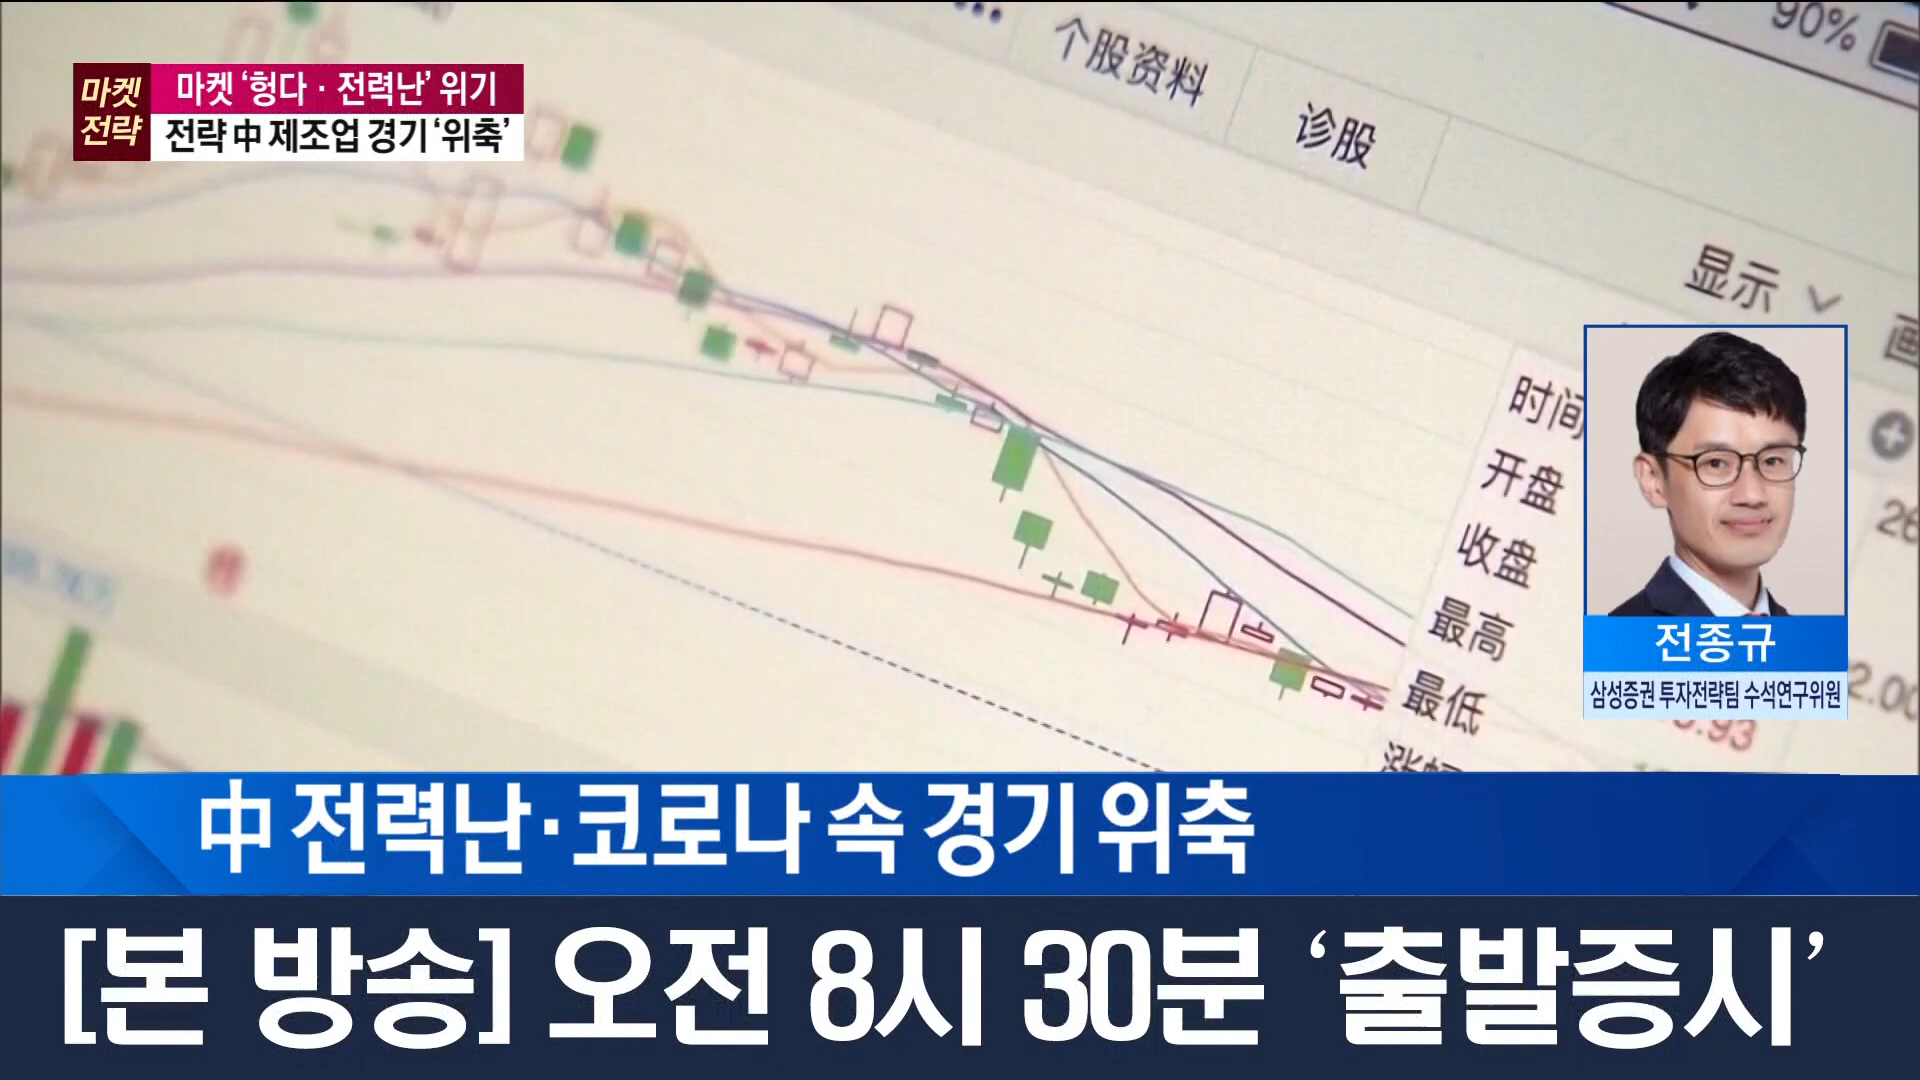 90%
个股资料
诊股
显示
마켓
전략
마켓 ‘헝다 · 전력난’ 위기
전략 中 제조업 경기 ‘위축’
时间
开盘
收盘
最高
最低
전종규
삼성증권 투자전략팀 수석연구위원
中 전력난·코로나 속 경기 위축
[본 방송] 오전 8시 30분 ‘출발증시’